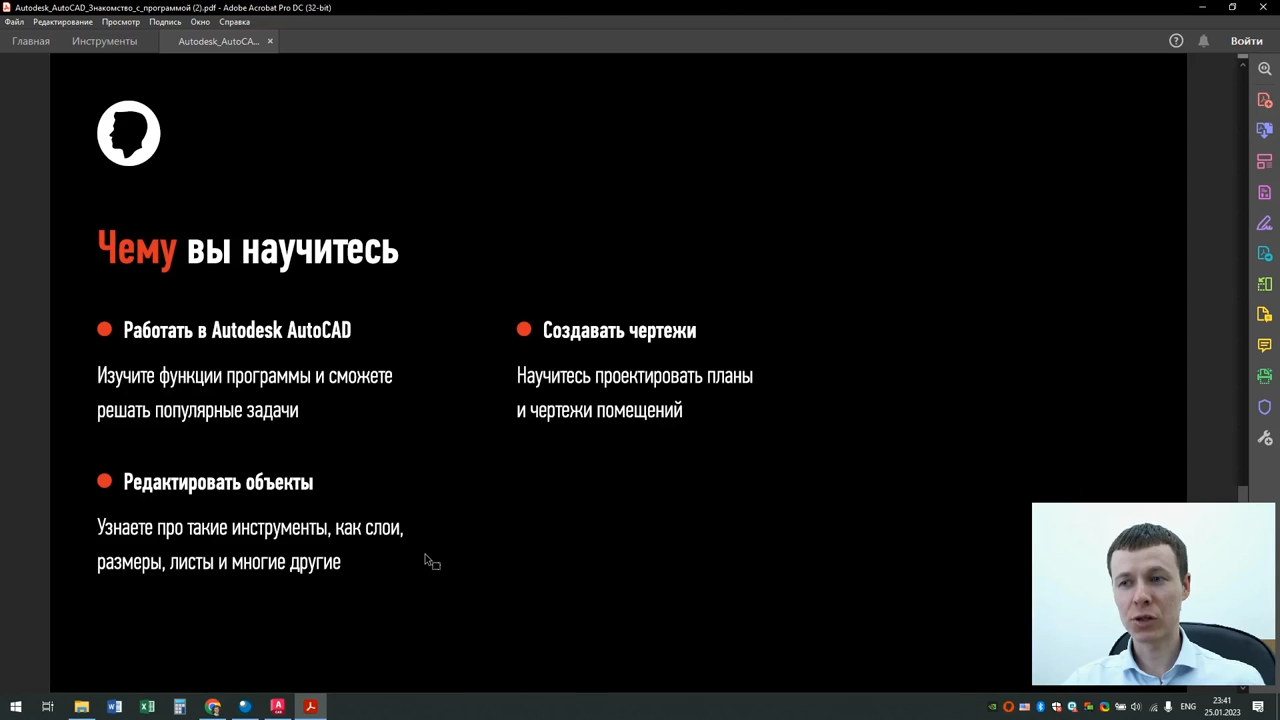 Autodesk_AutoCAD_Знакомство_с_программой (2).pdf - Adobe Acrobat Pro DC (32-bit)
Файл Редактирование Просмотр Подпись Окно Справка
Главная Инструменты Autodesk_AutoCA... Войти
Чему вы научитесь
Работать в Autodesk AutoCAD
Изучите функции программы и сможете
решать популярные задачи
Создавать чертежи
Научитесь проектировать планы
и чертежи помещений
Редактировать объекты
Узнаете про такие инструменты, как слои,
размеры, листы и многие другие
ENG
23:41
25.01.2023